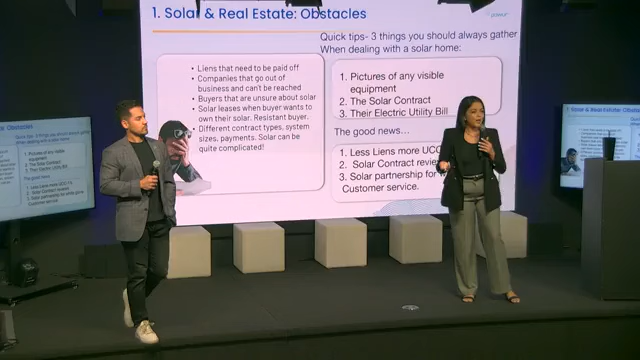 1. Solar & Real Estate: Obstacles
Quick tips- 3 things you should always gather
When dealing with a solar home:
• Liens that need to be paid off
• Companies that go out of
business and can't be reached
• Buyers that are unsure about solar
• Solar leases when buyer wants to
own their solar. Resistant buyer.
• Different contract types, system
sizes, payments. Solar can be
quite complicated!
1. Pictures of any visible
equipment
2. The Solar Contract
3. Their Electric Utility Bill
The good news…
1. Less Liens more UCC
2. Solar Contract review
3. Solar partnership for
Customer service.